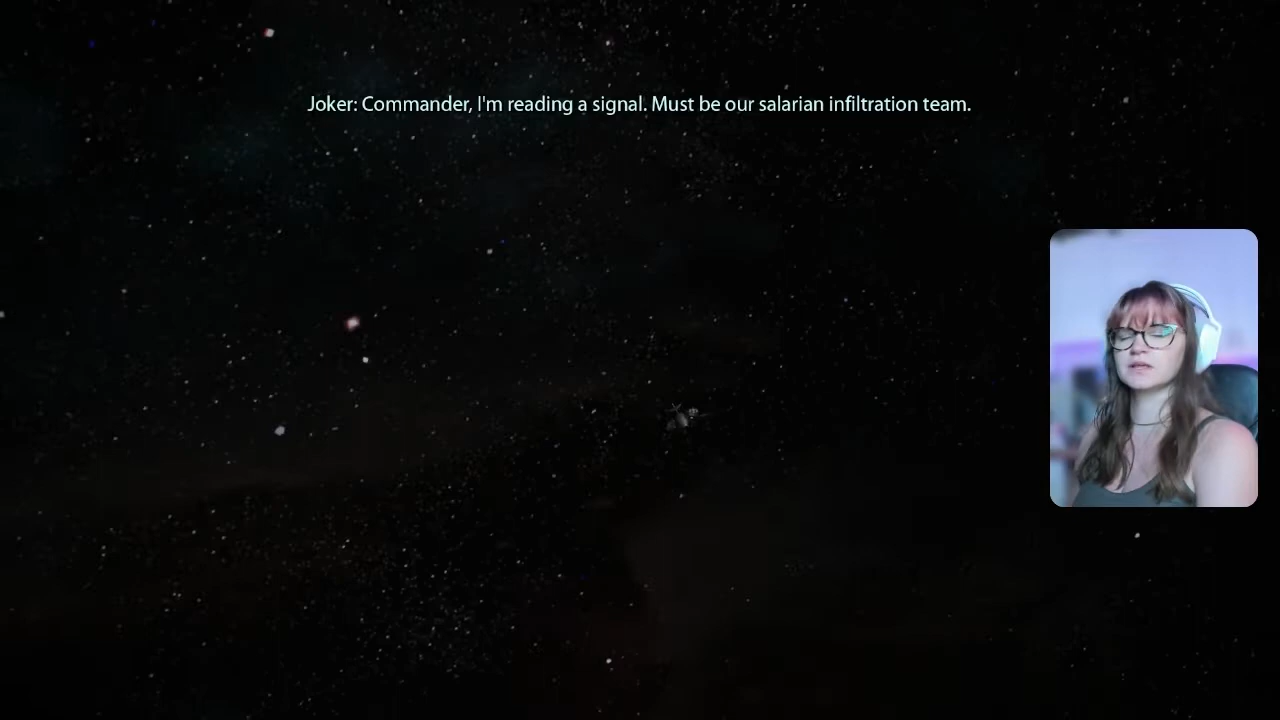 Joker: Commander, I'm reading a signal. Must be our salarian infiltration team.